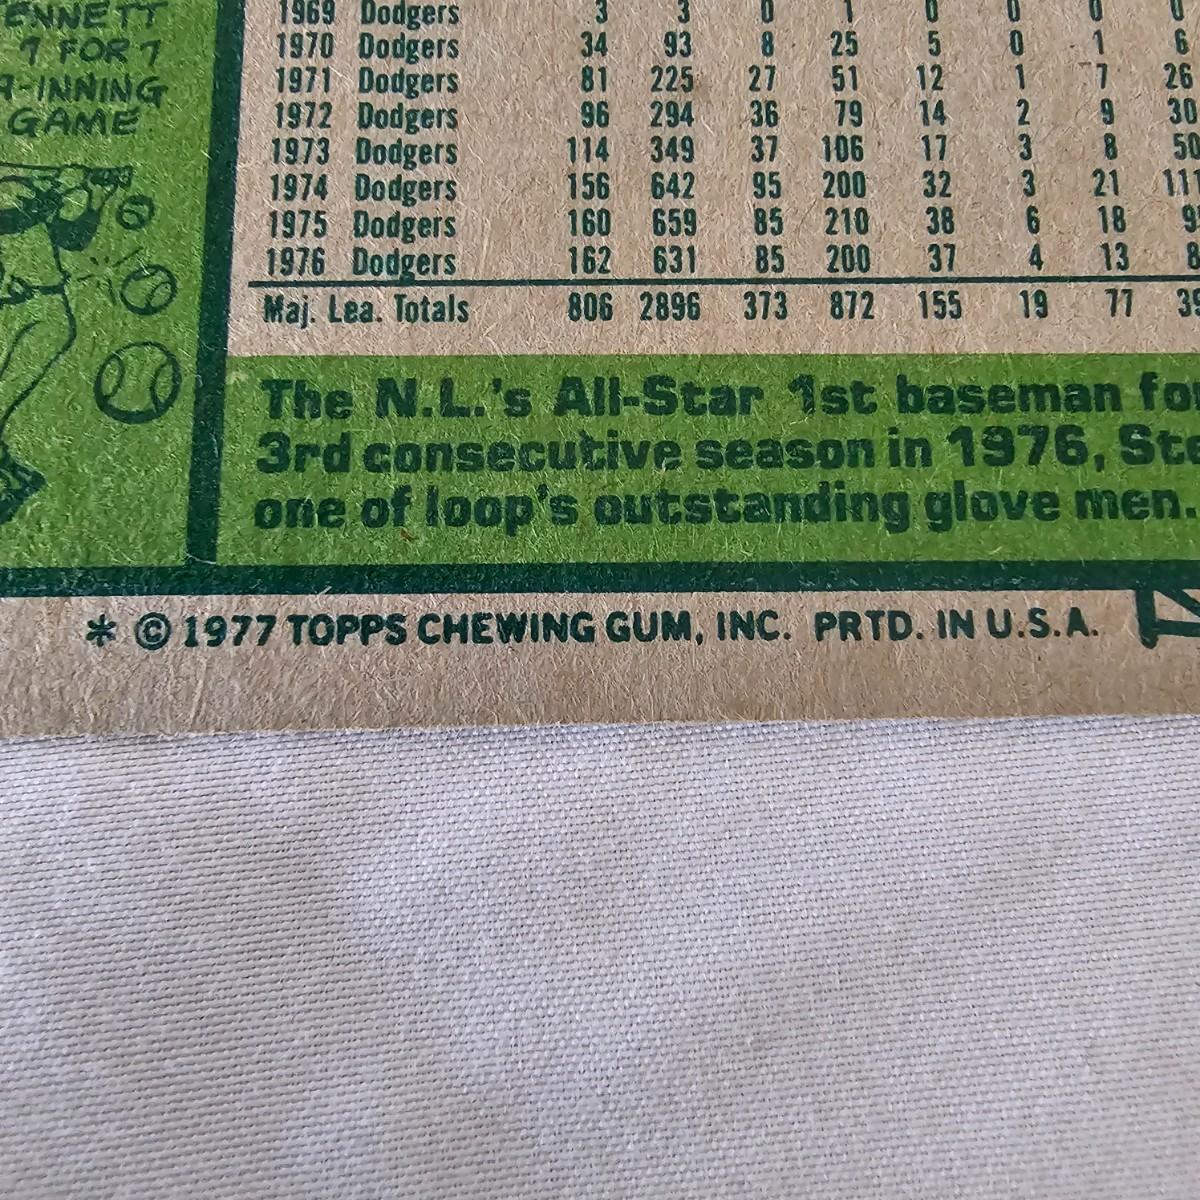 ENNETT
7 FOR 7
A-INNING
GAME
1969 Dodgers 3 3 0 1 0 0 0 0
1970 Dodgers 34 93 8 25 5 0 1 6
1971 Dodgers 81 225 27 51 12 1 7 26
1972 Dodgers 96 294 36 79 14 2 9 30
1973 Dodgers 114 349 37 106 17 3 8 50
1974 Dodgers 156 642 95 200 32 3 21 111
1975 Dodgers 160 659 85 210 38 6 18 9
1976 Dodgers 162 631 85 200 37 4 13 8
Maj. Lea. Totals 806 2896 373 872 155 19 77 39
The N.L.'s All-Star 1st baseman for
3rd consecutive season in 1976, Ste
one of loop's outstanding glove men.
* © 1977 TOPPS CHEWING GUM, INC. PRTD. IN U.S.A.